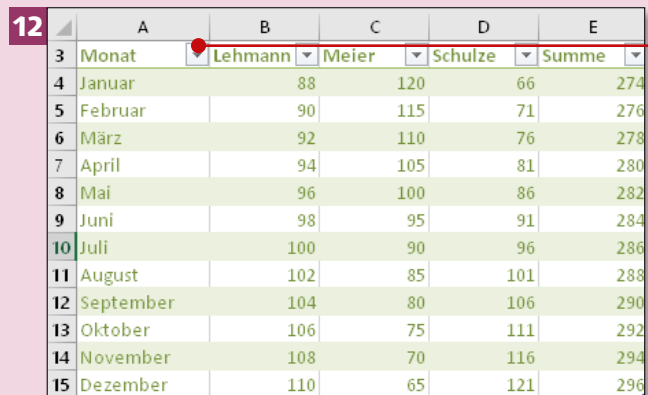 12
A B C D E
3 Monat Lehmann Meier Schulze Summe
4 Januar 88 120 66 274
5 Februar 90 115 71 276
6 März 92 110 76 278
7 April 94 105 81 280
8 Mai 96 100 86 282
9 Juni 98 95 91 284
10 Juli 100 90 96 286
11 August 102 85 101 288
12 September 104 80 106 290
13 Oktober 106 75 111 292
14 November 108 70 116 294
15 Dezember 110 65 121 296